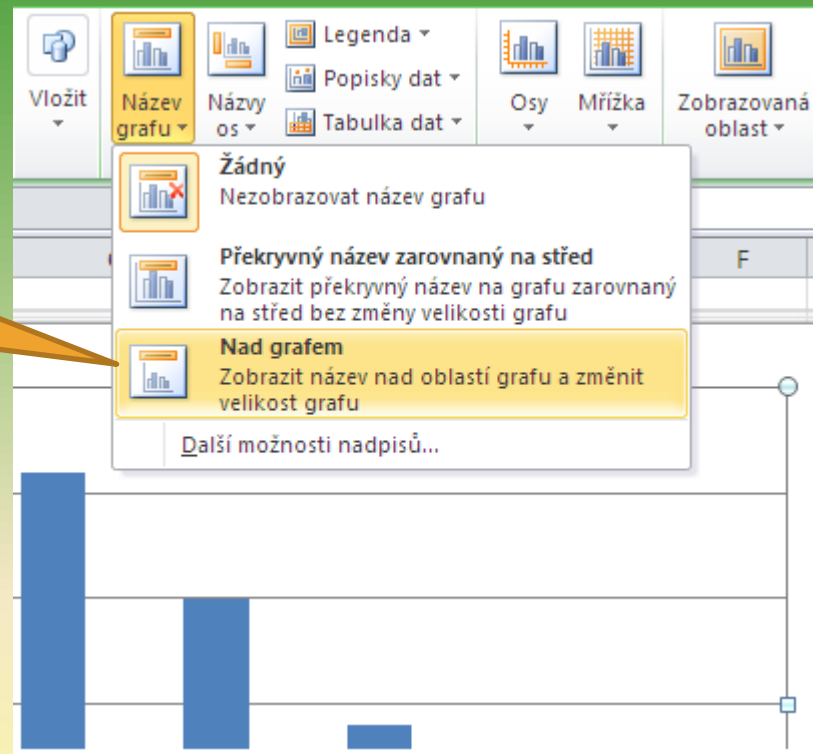 Vložit
Název
grafu
Názvy
os
Legenda
Popisky dat
Tabulka dat
Osy
Mřížka
Zobrazovaná
oblast
Žádný
Nezobrazovat název grafu
F
Překryvný název zarovnaný na střed
Zobrazit překryvný název na grafu zarovnaný
na střed bez změny velikosti grafu
Nad grafem
Zobrazit název nad oblastí grafu a změnit
velikost grafu
Další možnosti nadpisů...